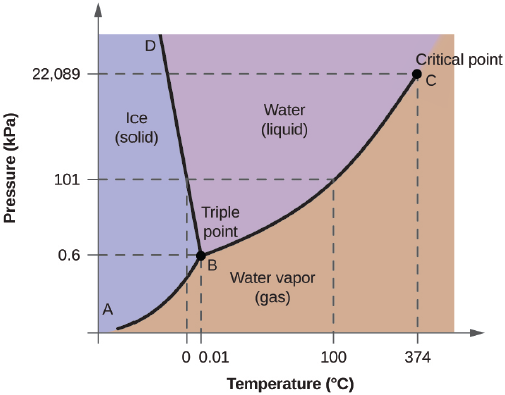 D
Critical point
22,089
C
Ice
(solid)
Water
(liquid)
Pressure (kPa)
101
Triple
point
0.6
B
Water vapor
(gas)
A
0 0.01 100 374
Temperature (°C)